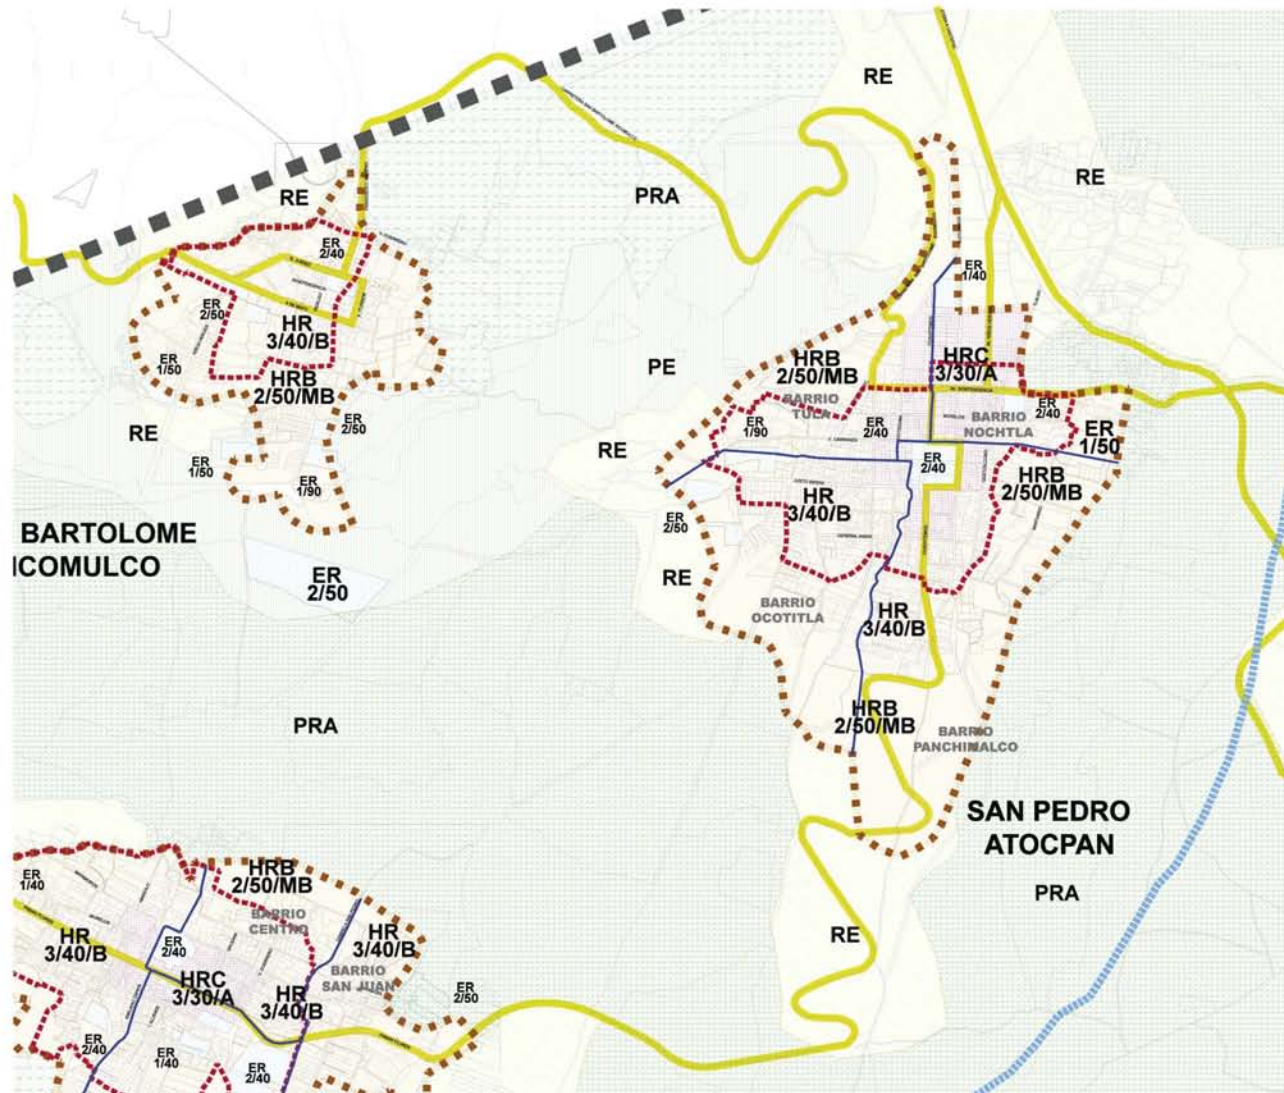 RE
RE
RE
PRA
ER
2/40
ER
1/40
ER
2/50
HR
3/40/B
HRC
3/30/A
ER
1/50
HRB
2/50/MB
HRB
2/50/MB
BARRIO
TULA
PE
ER
2/40
ER
2/50
ER
1/90
ER
2/40
MORELOS
BARRIO
NOCHTLA
ER
1/50
RE
RE
ER
1/50
ER
2/40
HRB
2/50/MB
ER
1/90
HR
3/40/B
JUSTO SIERRA
ER
2/50
BARTOLOME
ICOMULCO
ER
2/50
RE
BARRIO
OCOTITLA
HR
3/40/B
PRA
HRB
2/50/MB
BARRIO
PANCHIMALCO
SAN PEDRO
ATOCPAN
PRA
ER
1/40
HRB
2/50/MB
BARRIO
CENTRO
HR
3/40/B
HR
3/40/B
ER
2/40
RE
HRC
3/30/A
BARRIO
SAN JUAN
HR
3/40/B
ER
2/50
ER
2/40
ER
1/40
ER
2/40